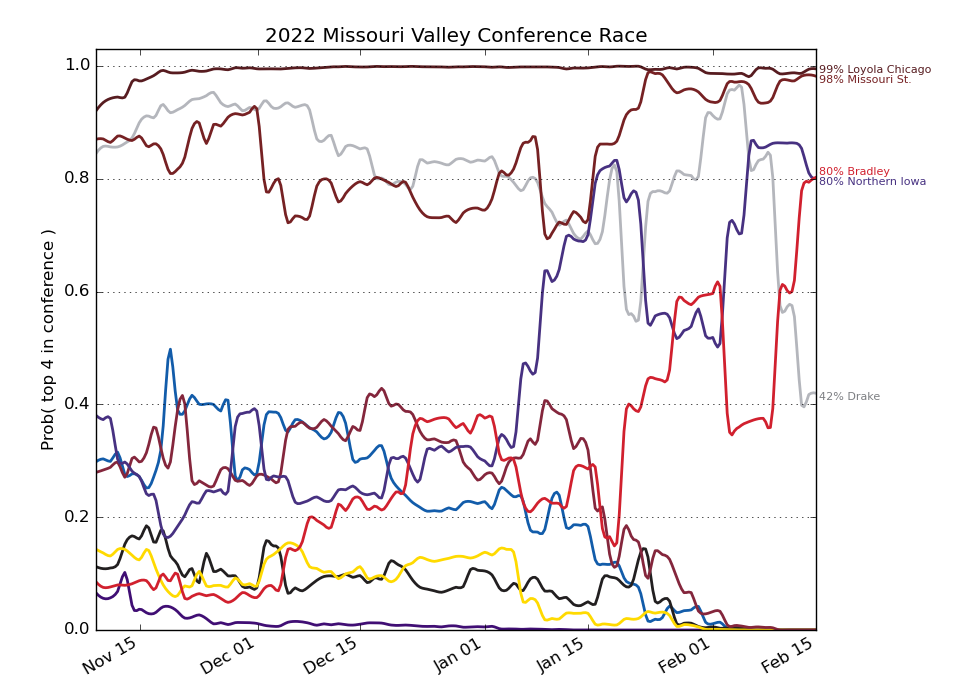 2022 Missouri Valley Conference Race
Prob( top 4 in conference )
1.0
0.8
0.6
0.4
0.2
0.0
99% Loyola Chicago
98% Missouri St.
80% Bradley
80% Northern Iowa
42% Drake
Nov 15
Dec 01
Dec 15
Jan 01
Jan 15
Feb 01
Feb 15